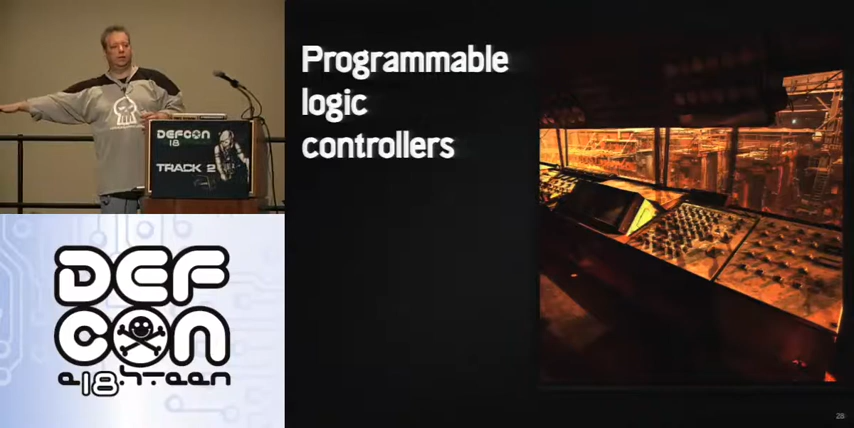 DEFCON
18
TRACK 2
DEF
CON
e18hteen
Programmable
logic
controllers
28